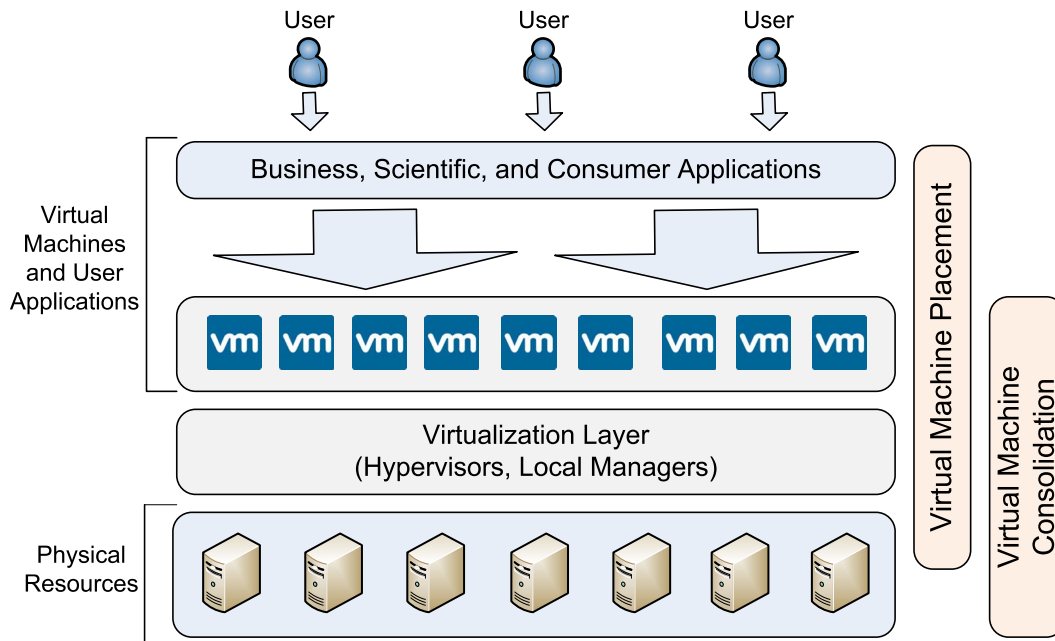 User
User
User
Business, Scientific, and Consumer Applications
Virtual
Machines
and User
Applications
vm
vm
vm
vm
vm
vm
vm
vm
vm
Virtualization Layer
(Hypervisors, Local Managers)
Physical
Resources
Virtual Machine Placement
Virtual Machine
Consolidation